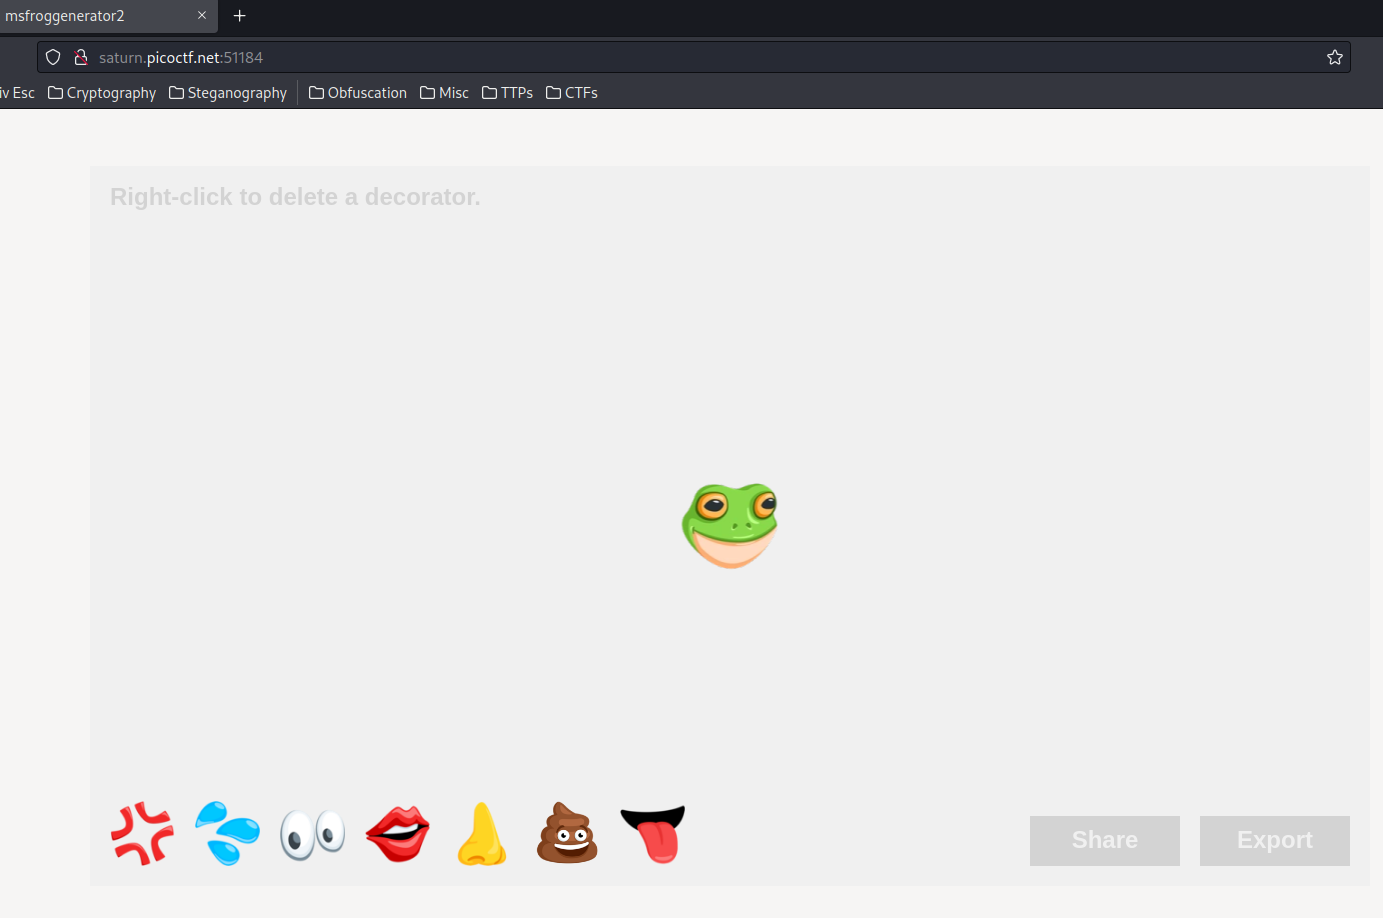 msfroggenerator2
saturn.picoctf.net:51184
iv Esc Cryptography Steganography Obfuscation Misc TTPs CTFs
Right-click to delete a decorator.
Share Export